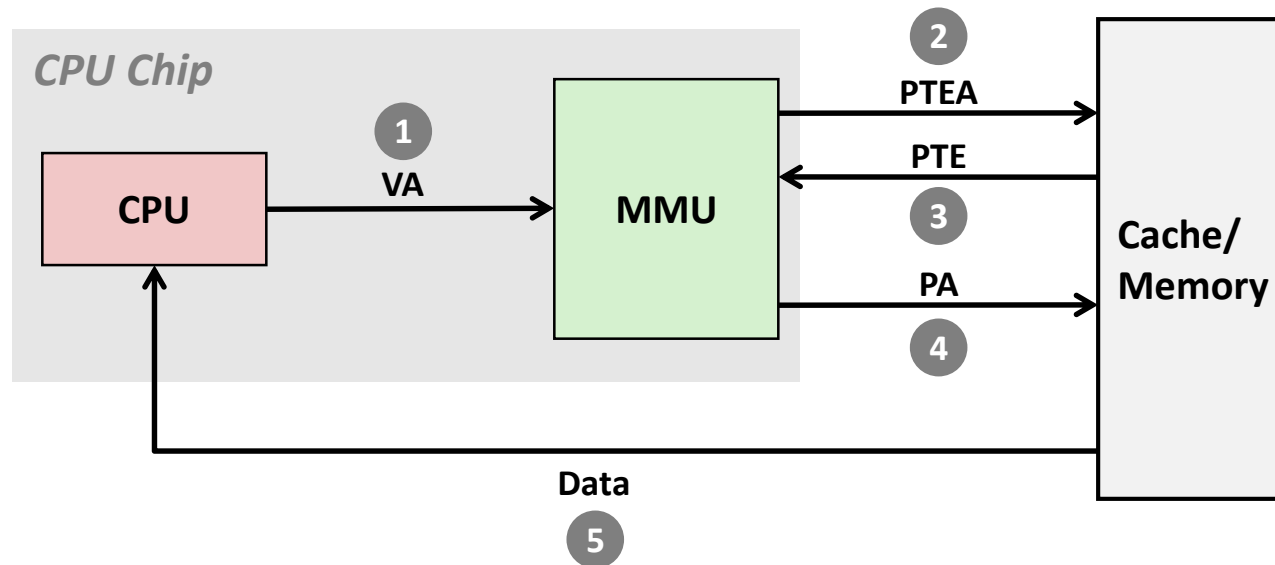 2
CPU Chip
PTEA
1
PTE
VA
CPU
MMU
3
Cache/
Memory
PA
4
Data
5